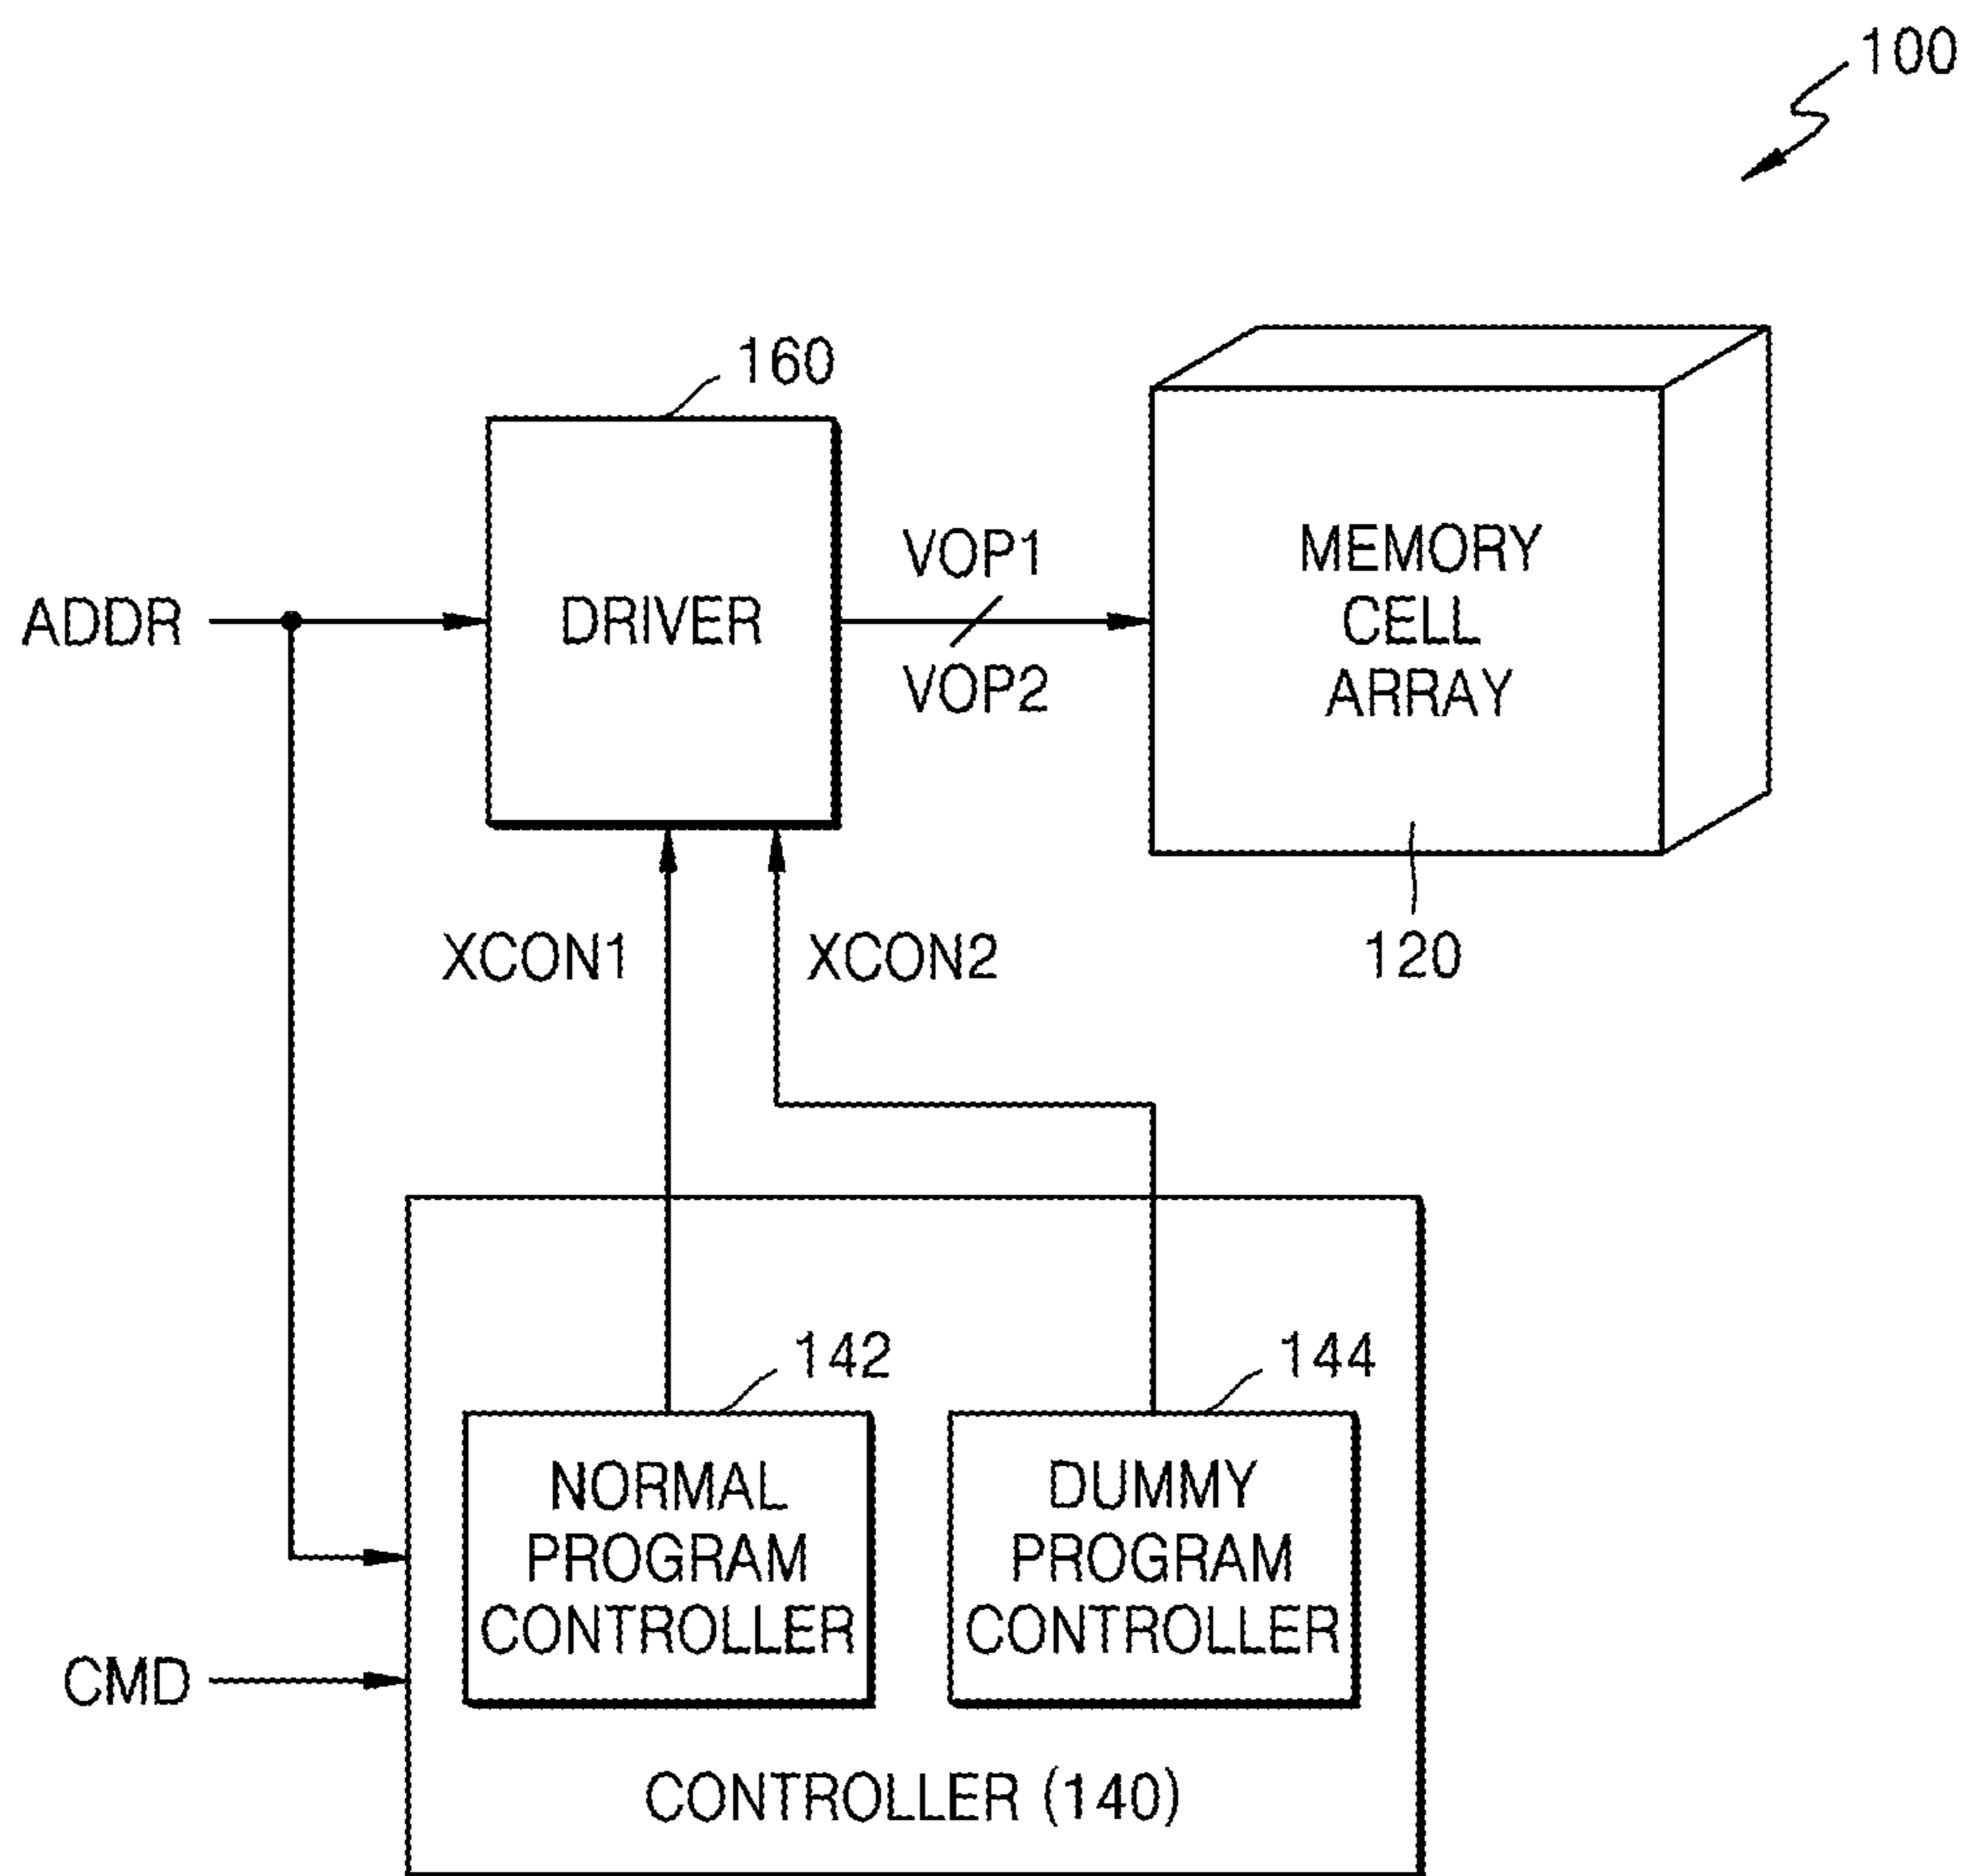 100
160
DRIVER
VOP1
VOP2
MEMORY
CELL
ARRAY
ADDR
XCON1
XCON2
120
142
144
NORMAL
PROGRAM
CONTROLLER
DUMMY
PROGRAM
CONTROLLER
CMD
CONTROLLER (140)